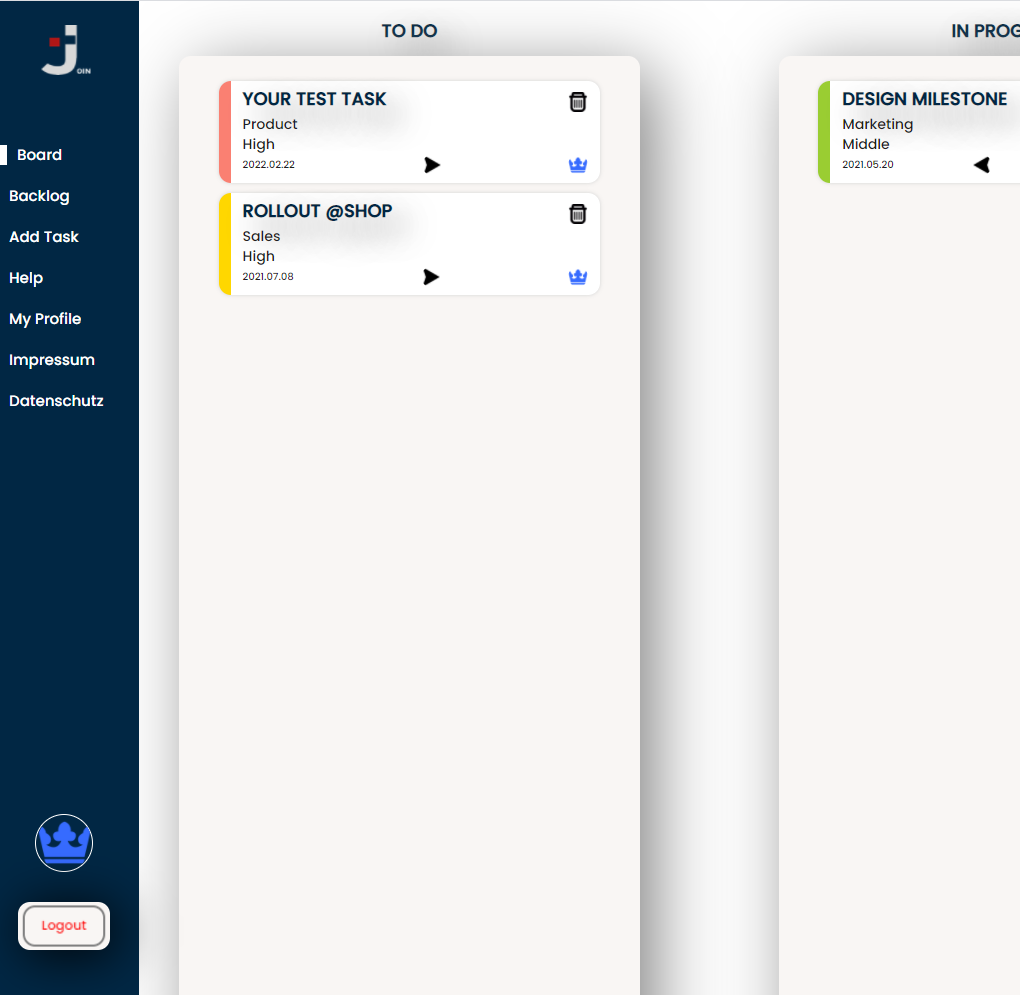 JOIN
Board
Backlog
Add Task
Help
My Profile
Impressum
Datenschutz
Logout
TO DO
YOUR TEST TASK
Product
High
2022.02.22
ROLLOUT @SHOP
Sales
High
2021.07.08
IN PROG
DESIGN MILESTONE
Marketing
Middle
2021.05.20